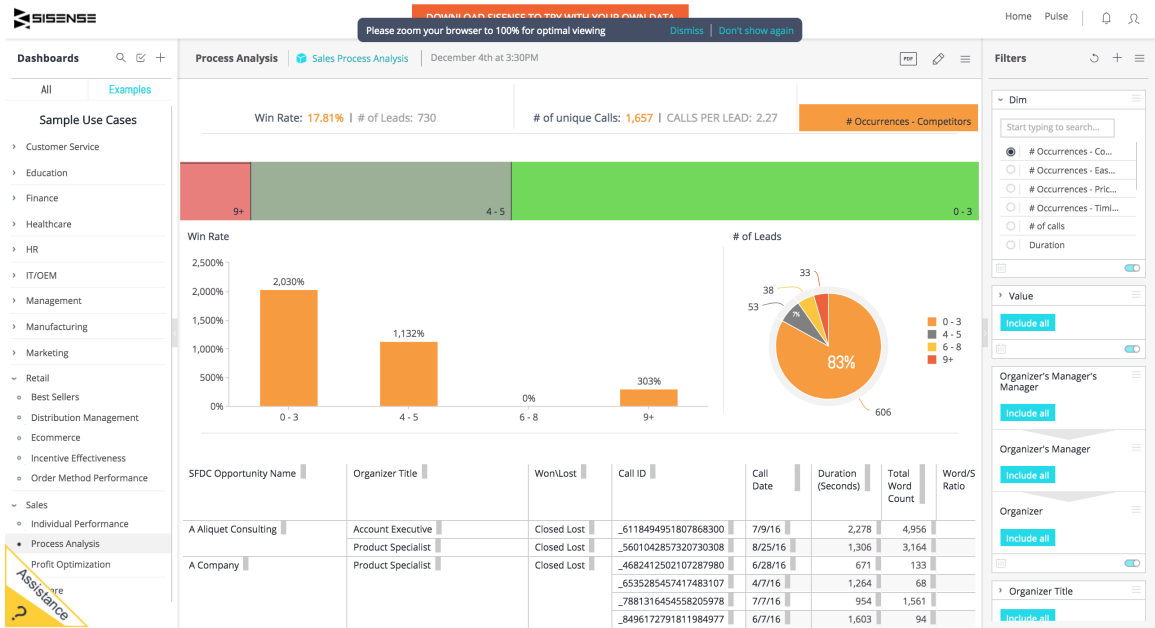 SISENSE
DOWNLOAD SISENSE TO TRY WITH YOUR OWN DATA
Please zoom your browser to 100% for optimal viewing
Dismiss
Don't show again
Home
Pulse
Dashboards
All
Examples
Sample Use Cases
Customer Service
Education
Finance
Healthcare
HR
IT/OEM
Management
Manufacturing
Marketing
Retail
Best Sellers
Distribution Management
Ecommerce
Incentive Effectiveness
Order Method Performance
Sales
Individual Performance
Process Analysis
Profit Optimization
Assistance
?
Process Analysis
Sales Process Analysis
December 4th at 3:30PM
PDF
Win Rate: 17.81% | # of Leads: 730
# of unique Calls: 1,657 | CALLS PER LEAD: 2.27
# Occurrences - Competitors
9+
4 - 5
0 - 3
Win Rate
2,500%
2,000%
1,500%
1,000%
500%
0%
2,030%
1,132%
0%
303%
0 - 3
4 - 5
6 - 8
9+
# of Leads
33
38
53
7%
83%
606
0 - 3
4 - 5
6 - 8
9+
SFDC Opportunity Name
Organizer Title
Won\Lost
Call ID
Call Date
Duration (Seconds)
Total Word Count
Word/S Ratio
A Aliquet Consulting Account Executive Closed Lost _6118494951807868300 7/9/16 2,278 4,956
Product Specialist Closed Lost _5601042857320730308 8/25/16 1,306 3,164
A Company Product Specialist Closed Lost _4682412502107287980 6/28/16 671 133
_6535285457417483107 4/7/16 1,264 68
_7881316454558205978 7/7/16 954 1,561
_8496172791811984977 6/7/16 1,603 94
Filters
Dim
Start typing to search...
# Occurrences - Co...
# Occurrences - Eas...
# Occurrences - Pric...
# Occurrences - Timi...
# of calls
Duration
Value
Include all
Organizer's Manager's
Manager
Include all
Organizer's Manager
Include all
Organizer
Include all
Organizer Title
Include all